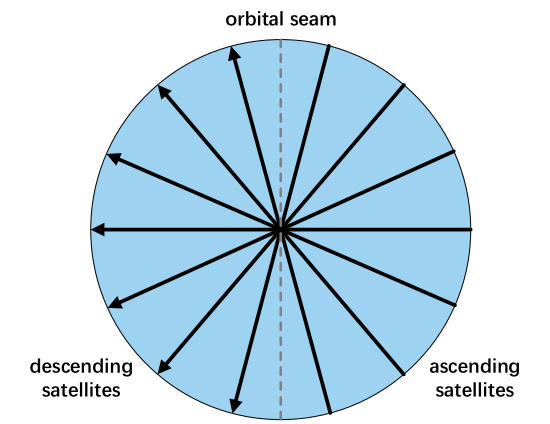 orbital seam
descending
satellites
ascending
satellites